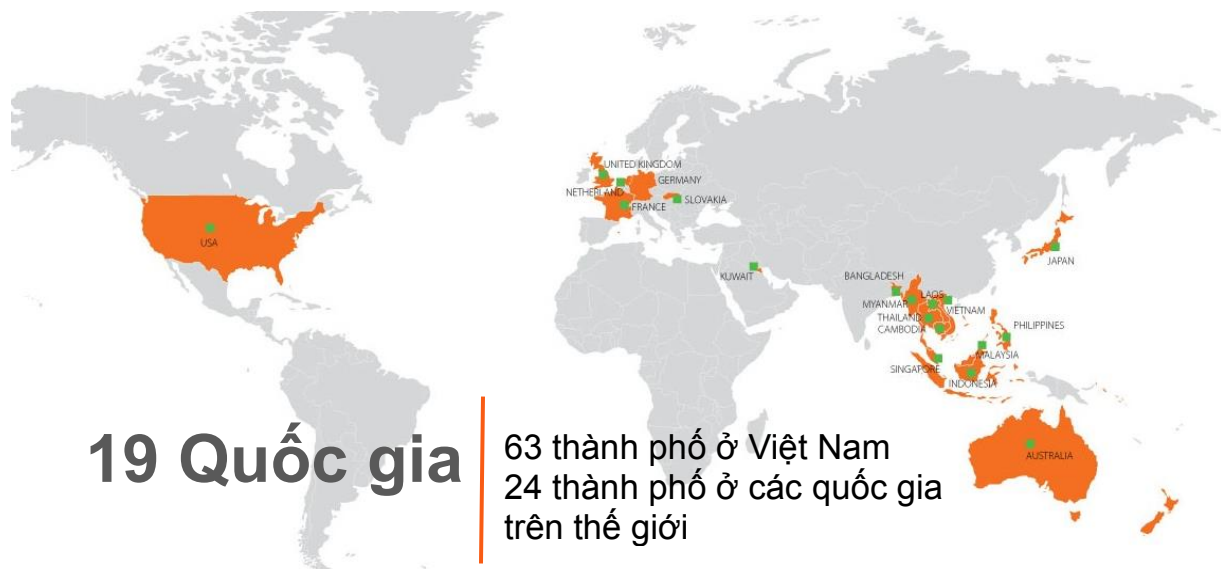 UNITED KINGDOM
GERMANY
NETHERLAND
SLOVAKIA
FRANCE
USA
JAPAN
KUWAIT
BANGLADESH
LAOS
MYANMAR
VIETNAM
THAILAND
PHILIPPINES
CAMBODIA
MALAYSIA
SINGAPORE
INDONESIA
AUSTRALIA
19 Quốc gia
63 thành phố ở Việt Nam
24 thành phố ở các quốc gia
trên thế giới